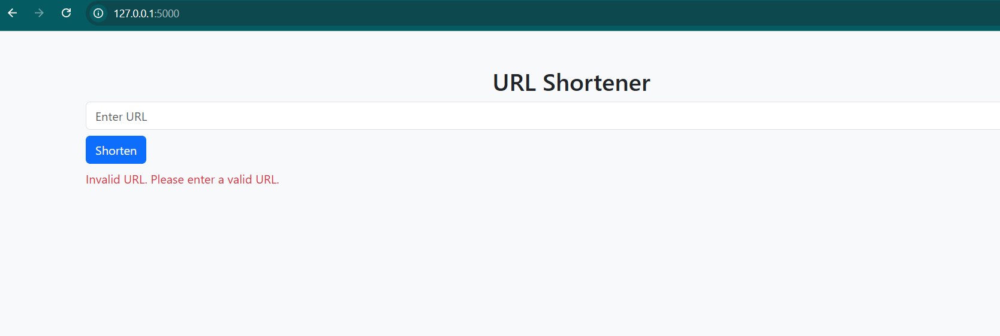 127.0.0.1:5000
URL Shortener
Enter URL
Shorten
Invalid URL. Please enter a valid URL.